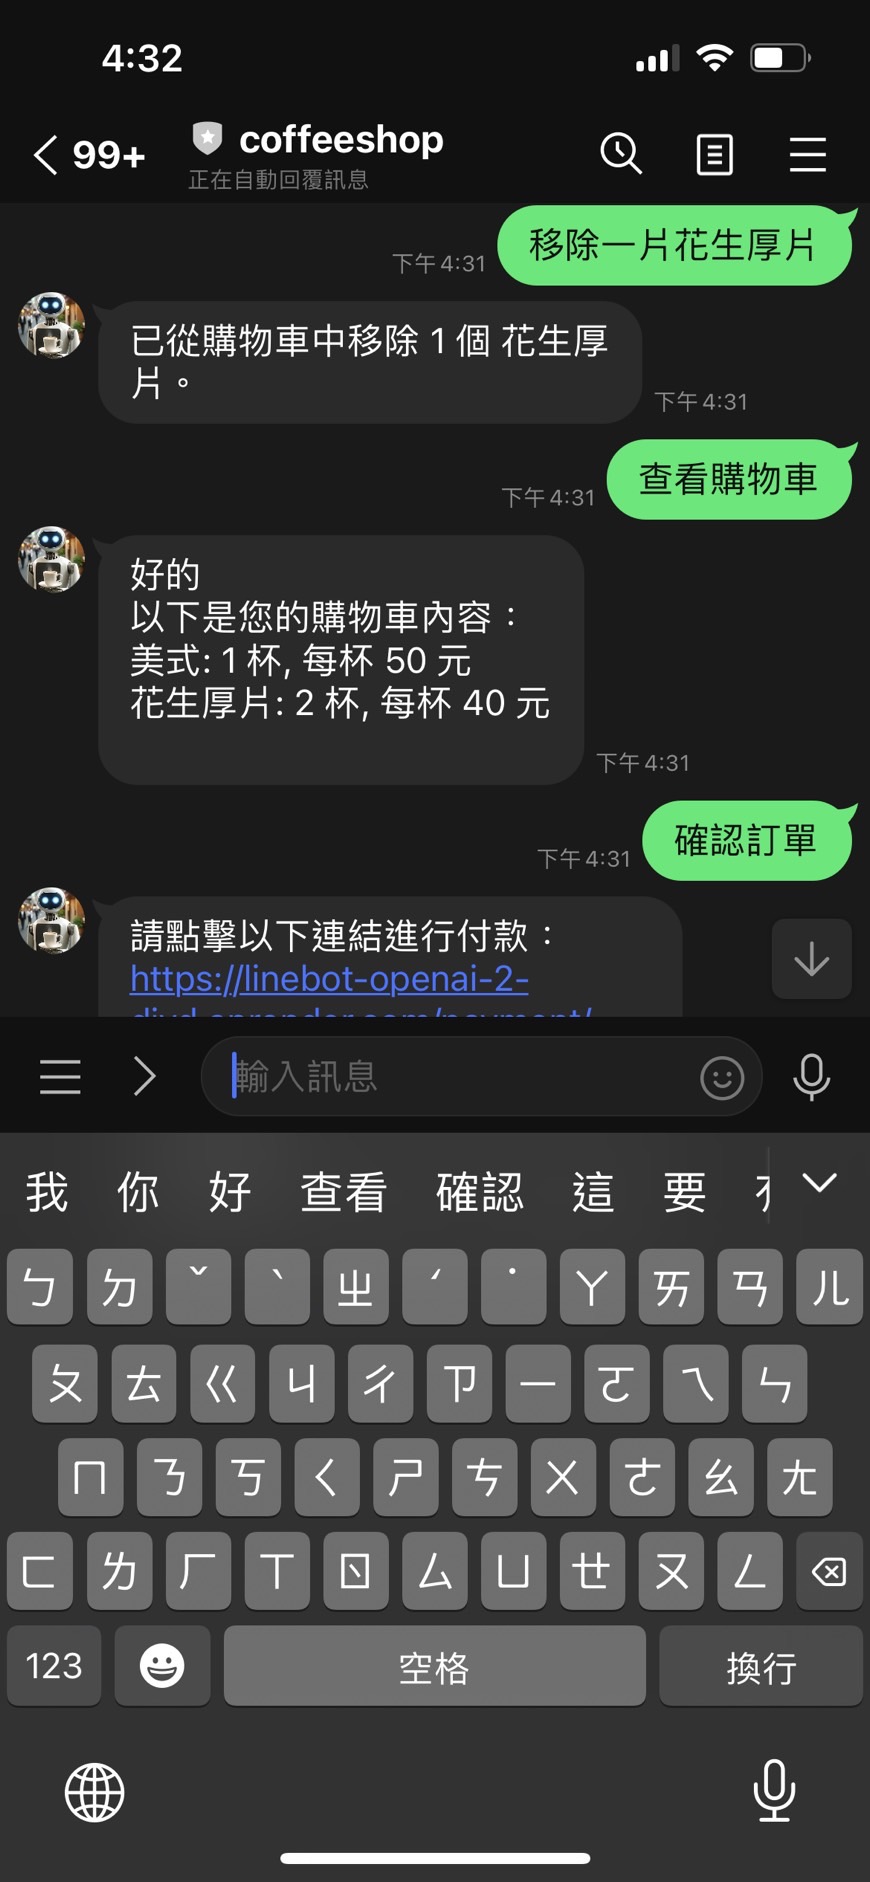 4:32
99+
coffeeshop
正在自動回覆訊息
移除一片花生厚片
下午4:31
已從購物車中移除 1 個 花生厚
片。
下午4:31
查看購物車
下午4:31
好的
以下是您的購物車內容：
美式: 1 杯, 每杯 50 元
花生厚片: 2 杯, 每杯 40 元
下午4:31
確認訂單
下午4:31
請點擊以下連結進行付款：
https://linebot-openai-2-
輸入訊息
我 你 好 查看 確認 這 要
ㄅ ㄉ ˇ ˋ ㄓ ˊ ˙ ㄚ ㄞ ㄢ ㄦ
ㄆ ㄊ ㄍ ㄐ ㄔ ㄗ ㄧ ㄛ ㄟ ㄣ
ㄇ ㄋ ㄎ ㄑ ㄕ ㄘ ㄨ ㄜ ㄠ ㄤ
ㄈ ㄌ ㄏ ㄒ ㄖ ㄙ ㄩ ㄝ ㄡ ㄥ
123 空格 換行